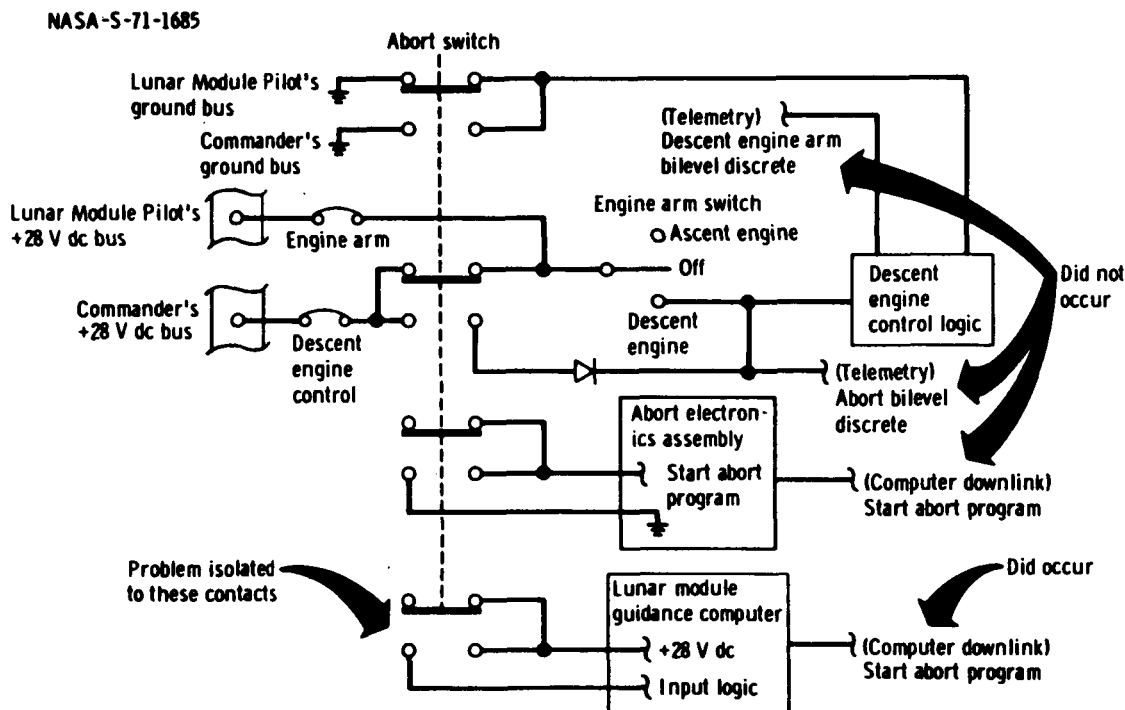 NASA-S-71-1685
Abort switch
Lunar Module Pilot's
ground bus
Commander's
ground bus
(Telemetry)
Descent engine arm
bilevel discrete
Lunar Module Pilot's
+28 V dc bus
Engine arm
Engine arm switch
Ascent engine
Off
Descent
engine
control logic
Did not
occur
Commander's
+28 V dc bus
Descent
engine
control
Descent
engine
(Telemetry)
Abort bilevel
discrete
Abort electron-
ics assembly
Start abort
program
(Computer downlink)
Start abort program
Problem isolated
to these contacts
Lunar module
guidance computer
+28 V dc
Input logic
Did occur
(Computer downlink)
Start abort program